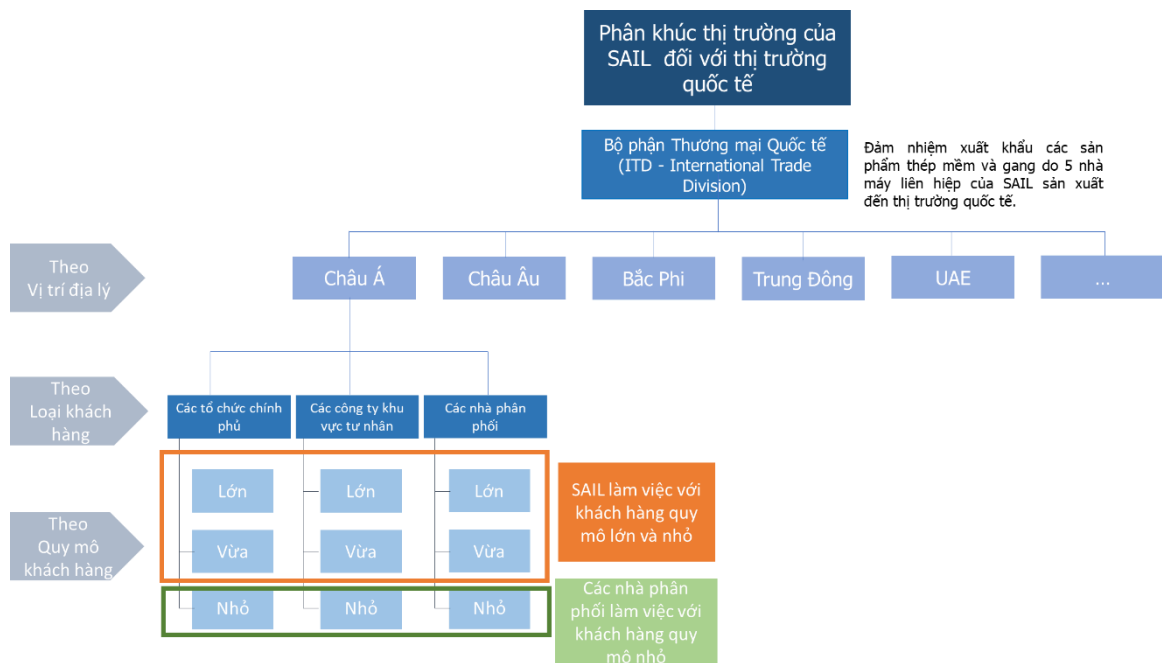 Phân khúc thị trường của
SAIL đối với thị trường
quốc tế
Bộ phận Thương mại Quốc tế
(ITD - International Trade
Division)
Đảm nhiệm xuất khẩu các sản
phẩm thép mềm và gang do 5 nhà
máy liên hiệp của SAIL sản xuất
đến thị trường quốc tế.
Theo
Vị trí địa lý
Châu Á
Châu Âu
Bắc Phi
Trung Đông
UAE
...
Theo
Loại khách
hàng
Các tổ chức chính
phủ
Các công ty khu
vực tư nhân
Các nhà phân
phối
Theo
Quy mô
khách hàng
Lớn
Lớn
Lớn
SAIL làm việc với
khách hàng quy
mô lớn và nhỏ
Vừa
Vừa
Vừa
Nhỏ
Nhỏ
Nhỏ
Các nhà phân
phối làm việc với
khách hàng quy
mô nhỏ